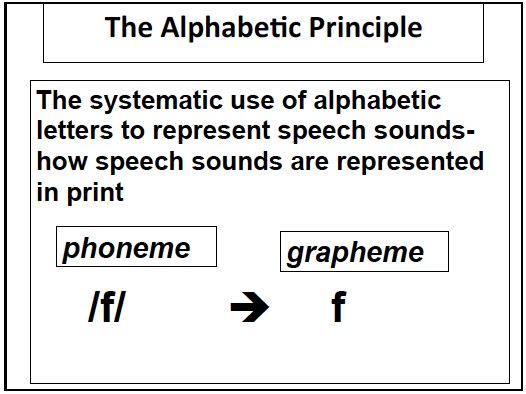 The Alphabetic Principle
The systematic use of alphabetic
letters to represent speech sounds-
how speech sounds are represented
in print
phoneme grapheme
/f/ ➔ f